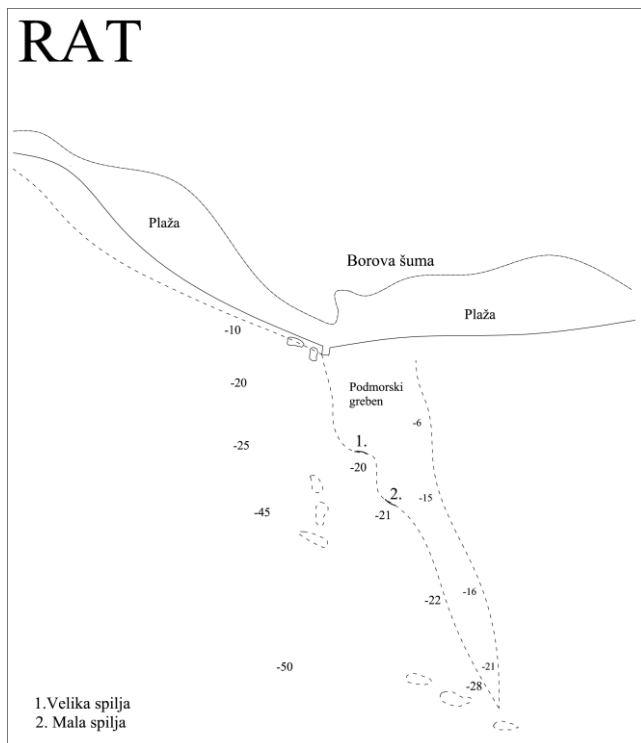 RAT
Plaža
Borova šuma
Plaža
-10
Podmorski
greben
-20
-6
1.
-25
-20
2.
-15
-45
-21
-16
-22
-50
-21
-28
1.Velika spilja
2. Mala spilja